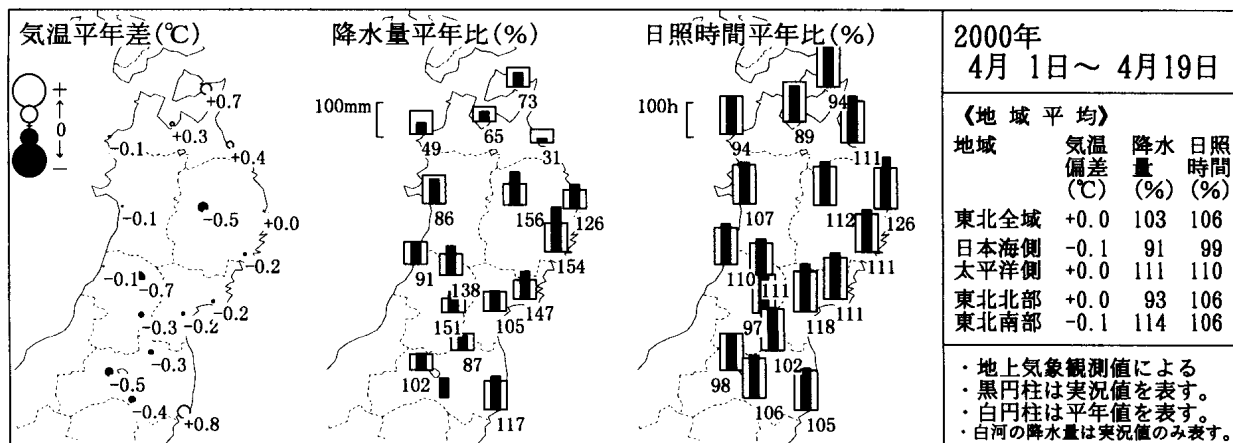 気温平年差(℃)
+
↑
0
↓
−
+0.7
+0.3
-0.1
+0.4
-0.1
-0.5
+0.0
-0.2
-0.1
-0.7
-0.2
-0.3
-0.2
-0.3
-0.5
-0.4
+0.8
降水量平年比(%)
100mm
73
49
65
31
86
156
126
154
91
138
147
151
105
87
102
117
日照時間平年比(%)
100h
94
94
89
111
107
112
126
111
110
111
111
97
118
102
98
106
105
2000年
4月 1日～ 4月19日
《地 域 平 均》
地域 気温 降水 日照
偏差 量 時間
(℃) (%) (%)
東北全域 +0.0 103 106
日本海側 -0.1 91 99
太平洋側 +0.0 111 110
東北北部 +0.0 93 106
東北南部 -0.1 114 106
・地上気象観測値による
・黒円柱は実況値を表す。
・白円柱は平年値を表す。
・白河の降水量は実況値のみ表す。